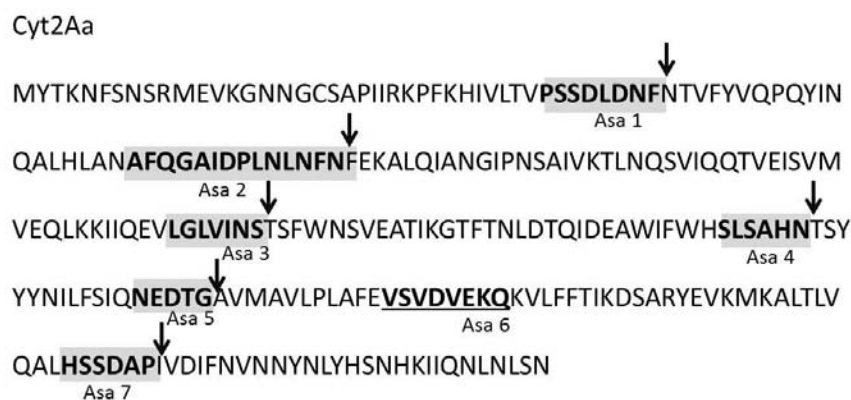 Cyt2Aa
MYTKNFSNSRMEVKGNNGCSAPIIRKPFKHIVLTVPSSDLDNFNTVFYVQPQYIN
Asa 1
QALHLANAFQGAIDPLNLNFNFEKALQIANGIPNSAIVKTLNQSVIQQTVEISVM
Asa 2
VEQLKKIIQEVLGLVINSTSFWNSVEATIKGTFTNLDTQIDEAWIFWHSLSAHNTSY
Asa 3 Asa 4
YYNILFSIQNEDTGAVMAVLPLAFEVSVDVEKQKVLFFTIKDSARYEVKMKALTLV
Asa 5 Asa 6
QALHSSDAPIVDIFNVNNYNLYHSNHKIIQNLNLSN
Asa 7